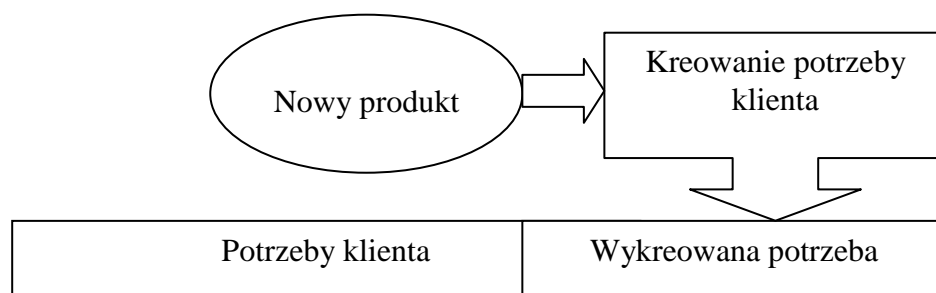 Nowy produkt
Kreowanie potrzeby
klienta
Potrzeby klienta
Wykreowana potrzeba